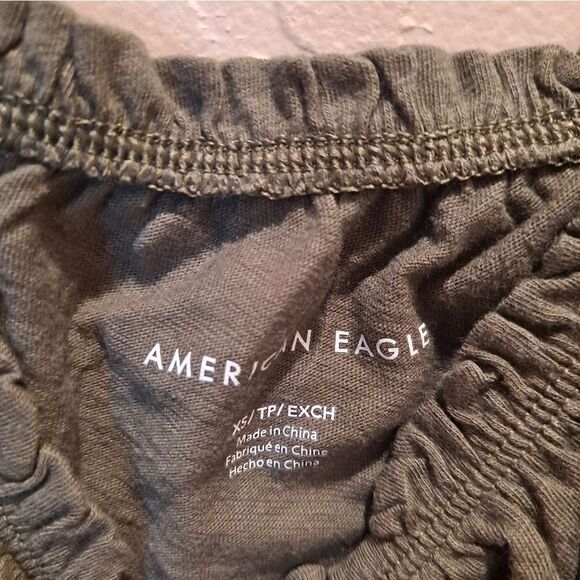 AMERICAN EAGLE
XS/ TP/ EXCH
Made in China
Fabriqué en Chine
Hecho en China